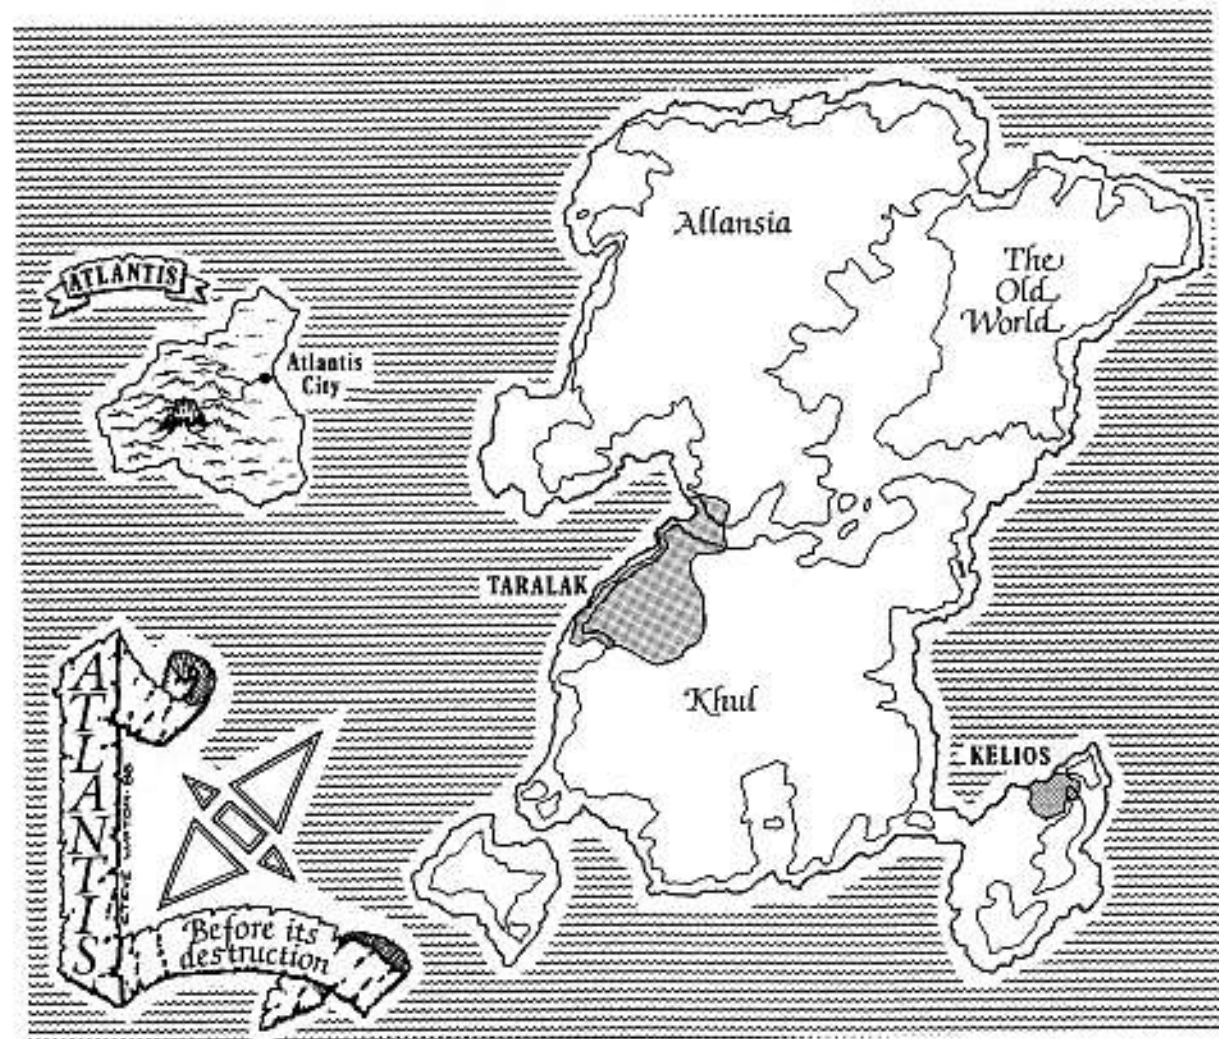 Allansia
The
Old
World
ATLANTIS
Atlantis
City
TARALAK
Khul
KELIOS
ATLANTIS
Before its
destruction